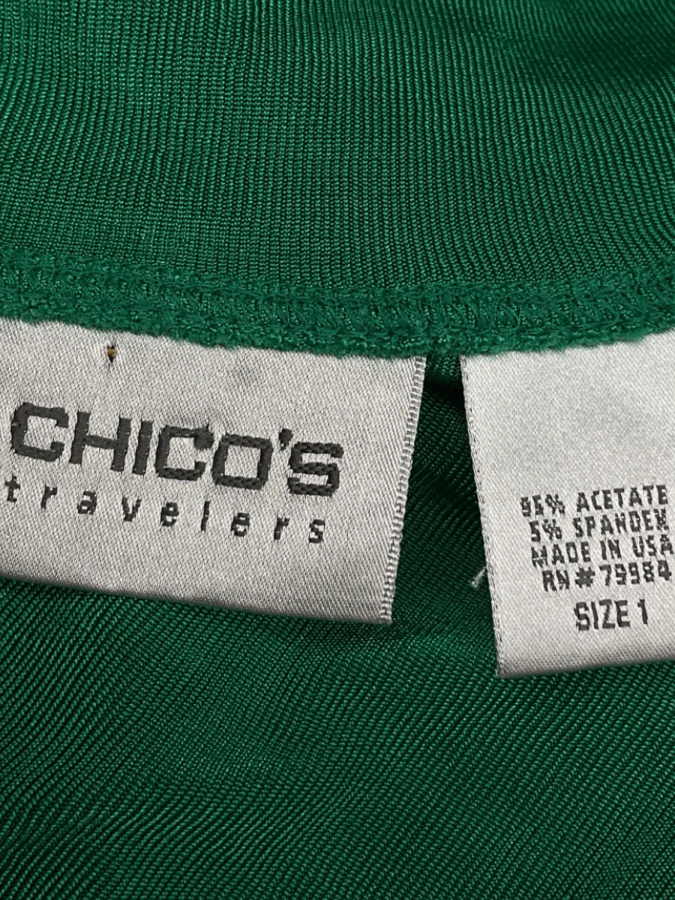 CHICO'S
travelers
95% ACETATE
5% SPANDEX
MADE IN USA
RN#79984
SIZE 1